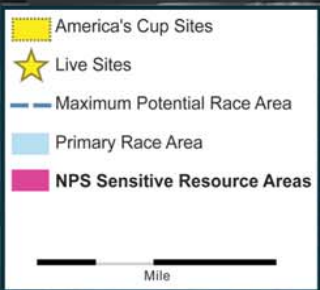 America's Cup Sites
Live Sites
Maximum Potential Race Area
Primary Race Area
NPS Sensitive Resource Areas
Mile